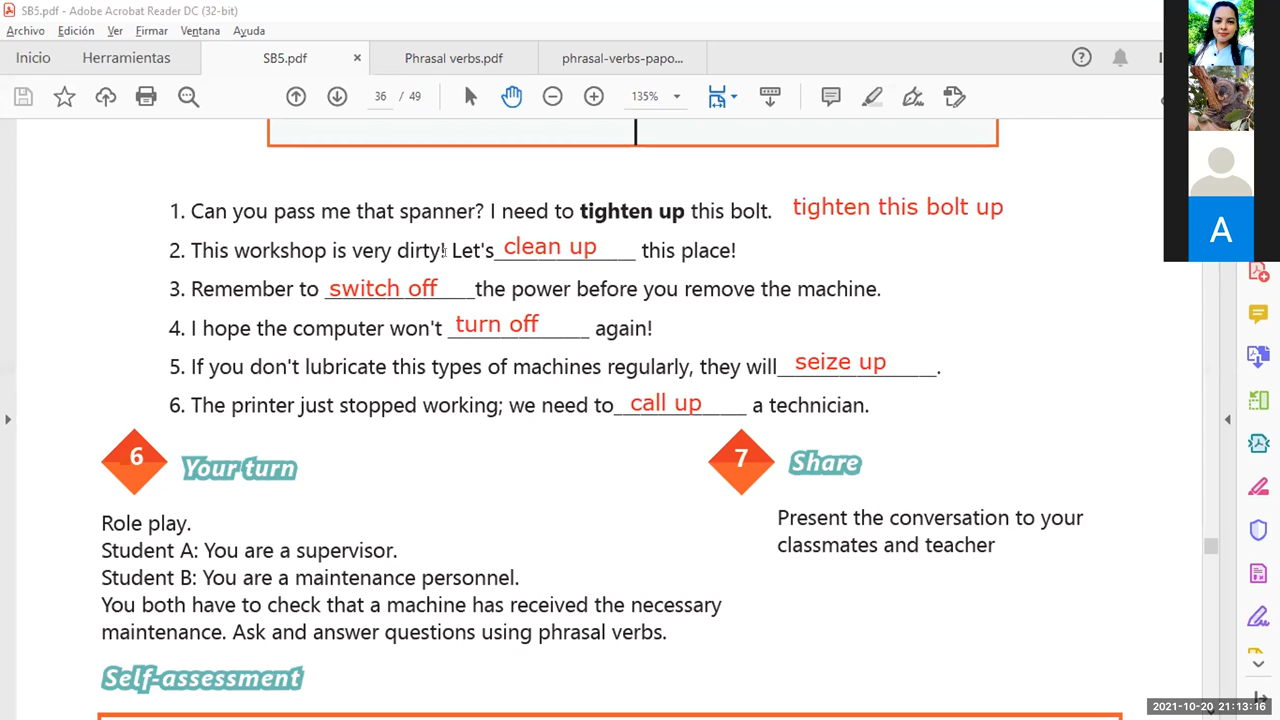 SB5.pdf - Adobe Acrobat Reader DC (32-bit)
Archivo Edición Ver Firmar Ventana Ayuda
Inicio Herramientas SB5.pdf × Phrasal verbs.pdf phrasal-verbs-papo...
36 / 49 135%
1. Can you pass me that spanner? I need to tighten up this bolt. tighten this bolt up
2. This workshop is very dirty! Let's clean up this place!
3. Remember to switch off the power before you remove the machine.
4. I hope the computer won't turn off again!
5. If you don't lubricate this types of machines regularly, they will seize up.
6. The printer just stopped working; we need to call up a technician.
6 Your turn
Role play.
Student A: You are a supervisor.
Student B: You are a maintenance personnel.
You both have to check that a machine has received the necessary
maintenance. Ask and answer questions using phrasal verbs.
7 Share
Present the conversation to your
classmates and teacher
Self-assessment
A
2021-10-20 21:13:16